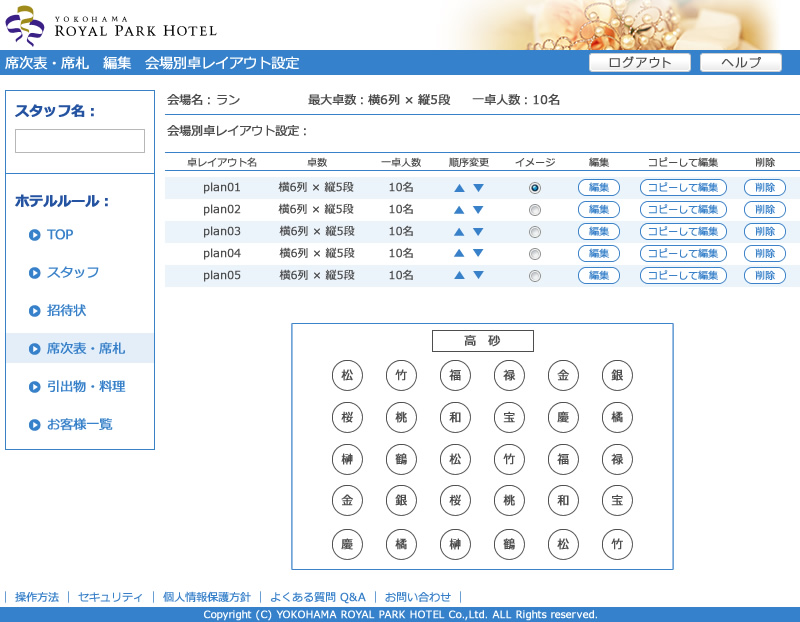 YOKOHAMA
ROYAL PARK HOTEL
席次表・席札　編集　会場別卓レイアウト設定
ログアウト
ヘルプ
スタッフ名：
ホテルルール：
TOP
スタッフ
招待状
席次表・席札
引出物・料理
お客様一覧
会場名：ラン　最大卓数：横6列 × 縦5段　一卓人数：10名
会場別卓レイアウト設定：
卓レイアウト名 卓数 一卓人数 順序変更 イメージ 編集 コピーして編集 削除
plan01 横6列 × 縦5段 10名 ▲ ▼ 編集 コピーして編集 削除
plan02 横6列 × 縦5段 10名 ▲ ▼ 編集 コピーして編集 削除
plan03 横6列 × 縦5段 10名 ▲ ▼ 編集 コピーして編集 削除
plan04 横6列 × 縦5段 10名 ▲ ▼ 編集 コピーして編集 削除
plan05 横6列 × 縦5段 10名 ▲ ▼ 編集 コピーして編集 削除
高　砂
松 竹 福 禄 金 銀
桜 桃 和 宝 慶 橘
榊 鶴 松 竹 福 禄
金 銀 桜 桃 和 宝
慶 橘 榊 鶴 松 竹
｜ 操作方法 ｜ セキュリティ ｜ 個人情報保護方針 ｜ よくある質問 Q&A ｜ お問い合わせ ｜
Copyright (C) YOKOHAMA ROYAL PARK HOTEL Co.,Ltd. ALL Rights reserved.